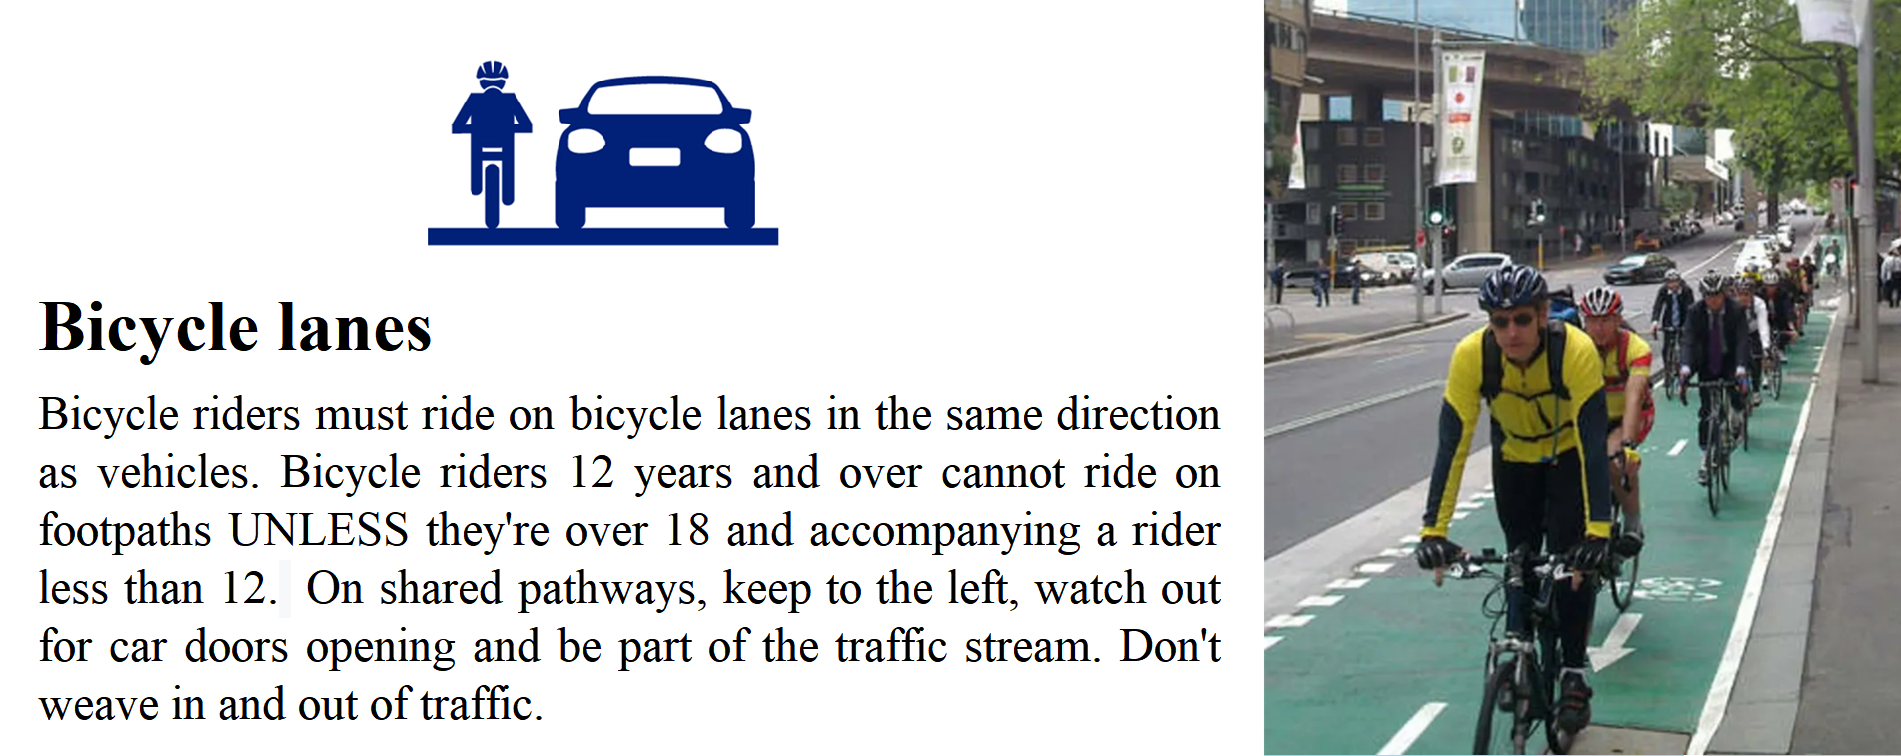 Bicycle lanes
Bicycle riders must ride on bicycle lanes in the same direction
as vehicles. Bicycle riders 12 years and over cannot ride on
footpaths UNLESS they're over 18 and accompanying a rider
less than 12. On shared pathways, keep to the left, watch out
for car doors opening and be part of the traffic stream. Don't
weave in and out of traffic.